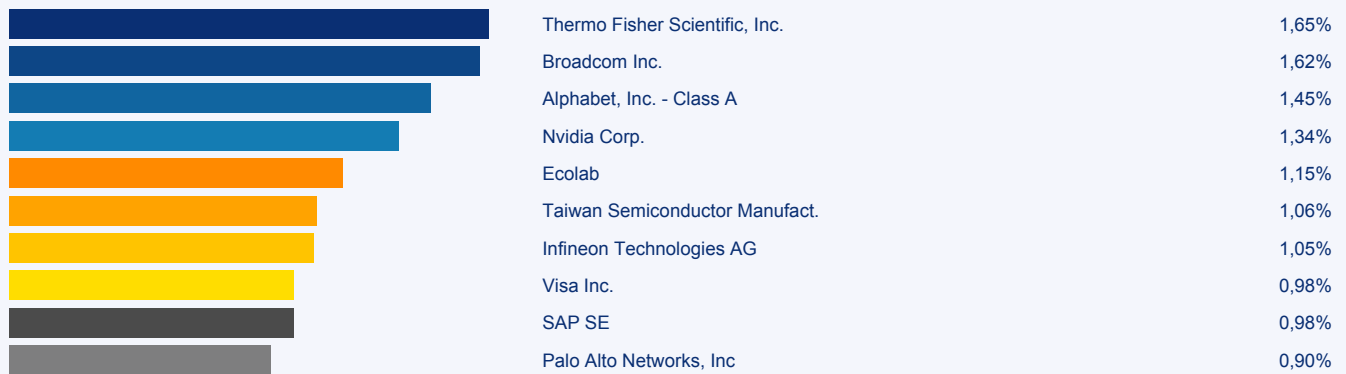 Thermo Fisher Scientific, Inc. 1,65%
Broadcom Inc. 1,62%
Alphabet, Inc. - Class A 1,45%
Nvidia Corp. 1,34%
Ecolab 1,15%
Taiwan Semiconductor Manufact. 1,06%
Infineon Technologies AG 1,05%
Visa Inc. 0,98%
SAP SE 0,98%
Palo Alto Networks, Inc 0,90%